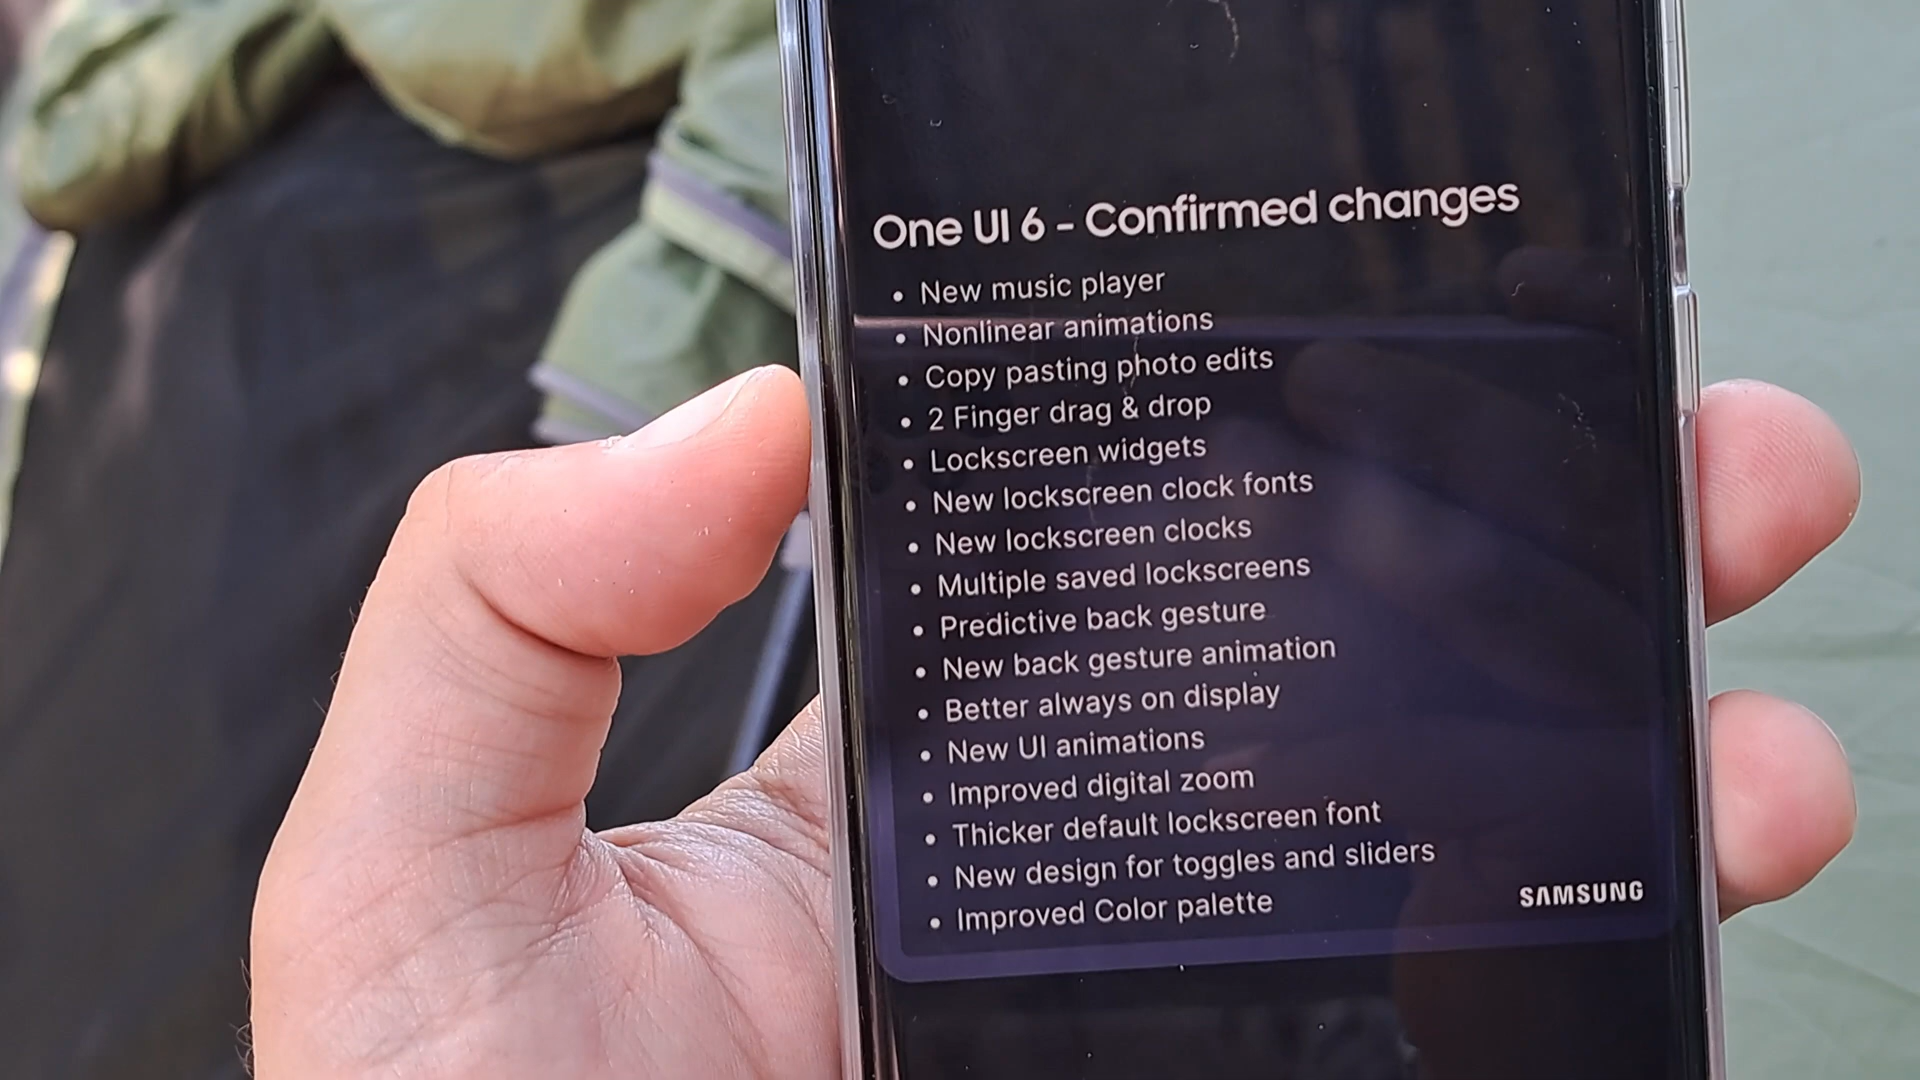 One UI 6 - Confirmed changes
• New music player
• Nonlinear animations
• Copy pasting photo edits
• 2 Finger drag & drop
• Lockscreen widgets
• New lockscreen clock fonts
• New lockscreen clocks
• Multiple saved lockscreens
• Predictive back gesture
• New back gesture animation
• Better always on display
• New UI animations
• Improved digital zoom
• Thicker default lockscreen font
• New design for toggles and sliders
• Improved Color palette
SAMSUNG